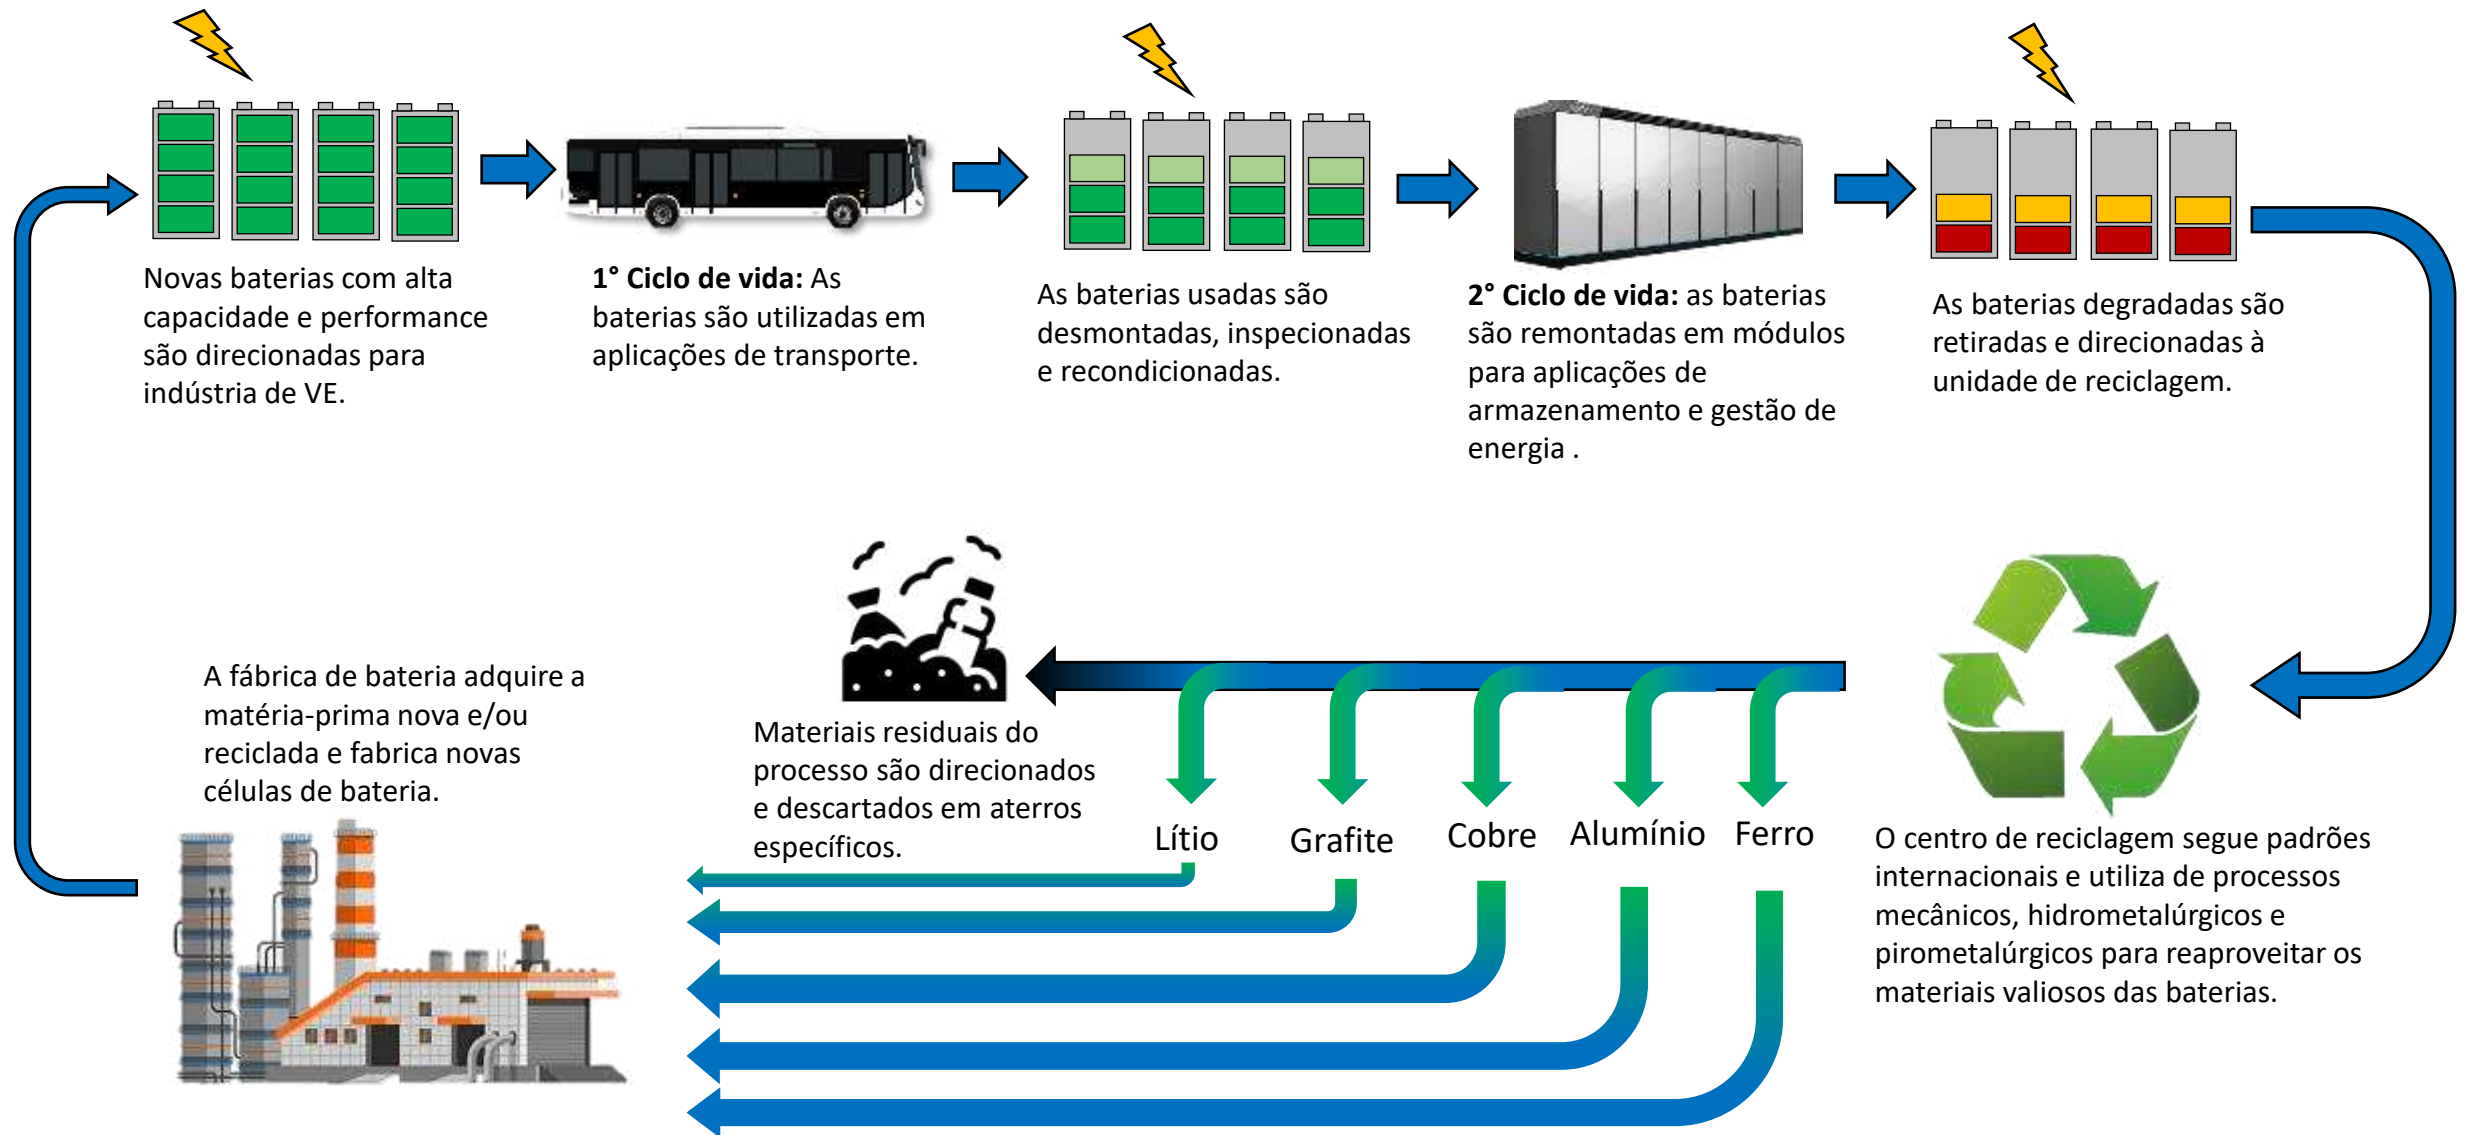 Novas baterias com alta
capacidade e performance
são direcionadas para
indústria de VE.
1° Ciclo de vida: As
baterias são utilizadas em
aplicações de transporte.
As baterias usadas são
desmontadas, inspecionadas
e recondicionadas.
2° Ciclo de vida: as baterias
são remontadas em módulos
para aplicações de
armazenamento e gestão de
energia .
As baterias degradadas são
retiradas e direcionadas à
unidade de reciclagem.
A fábrica de bateria adquire a
matéria-prima nova e/ou
reciclada e fabrica novas
células de bateria.
Materiais residuais do
processo são direcionados
e descartados em aterros
específicos.
Lítio
Grafite
Cobre
Alumínio
Ferro
O centro de reciclagem segue padrões
internacionais e utiliza de processos
mecânicos, hidrometalúrgicos e
pirometalúrgicos para reaproveitar os
materiais valiosos das baterias.